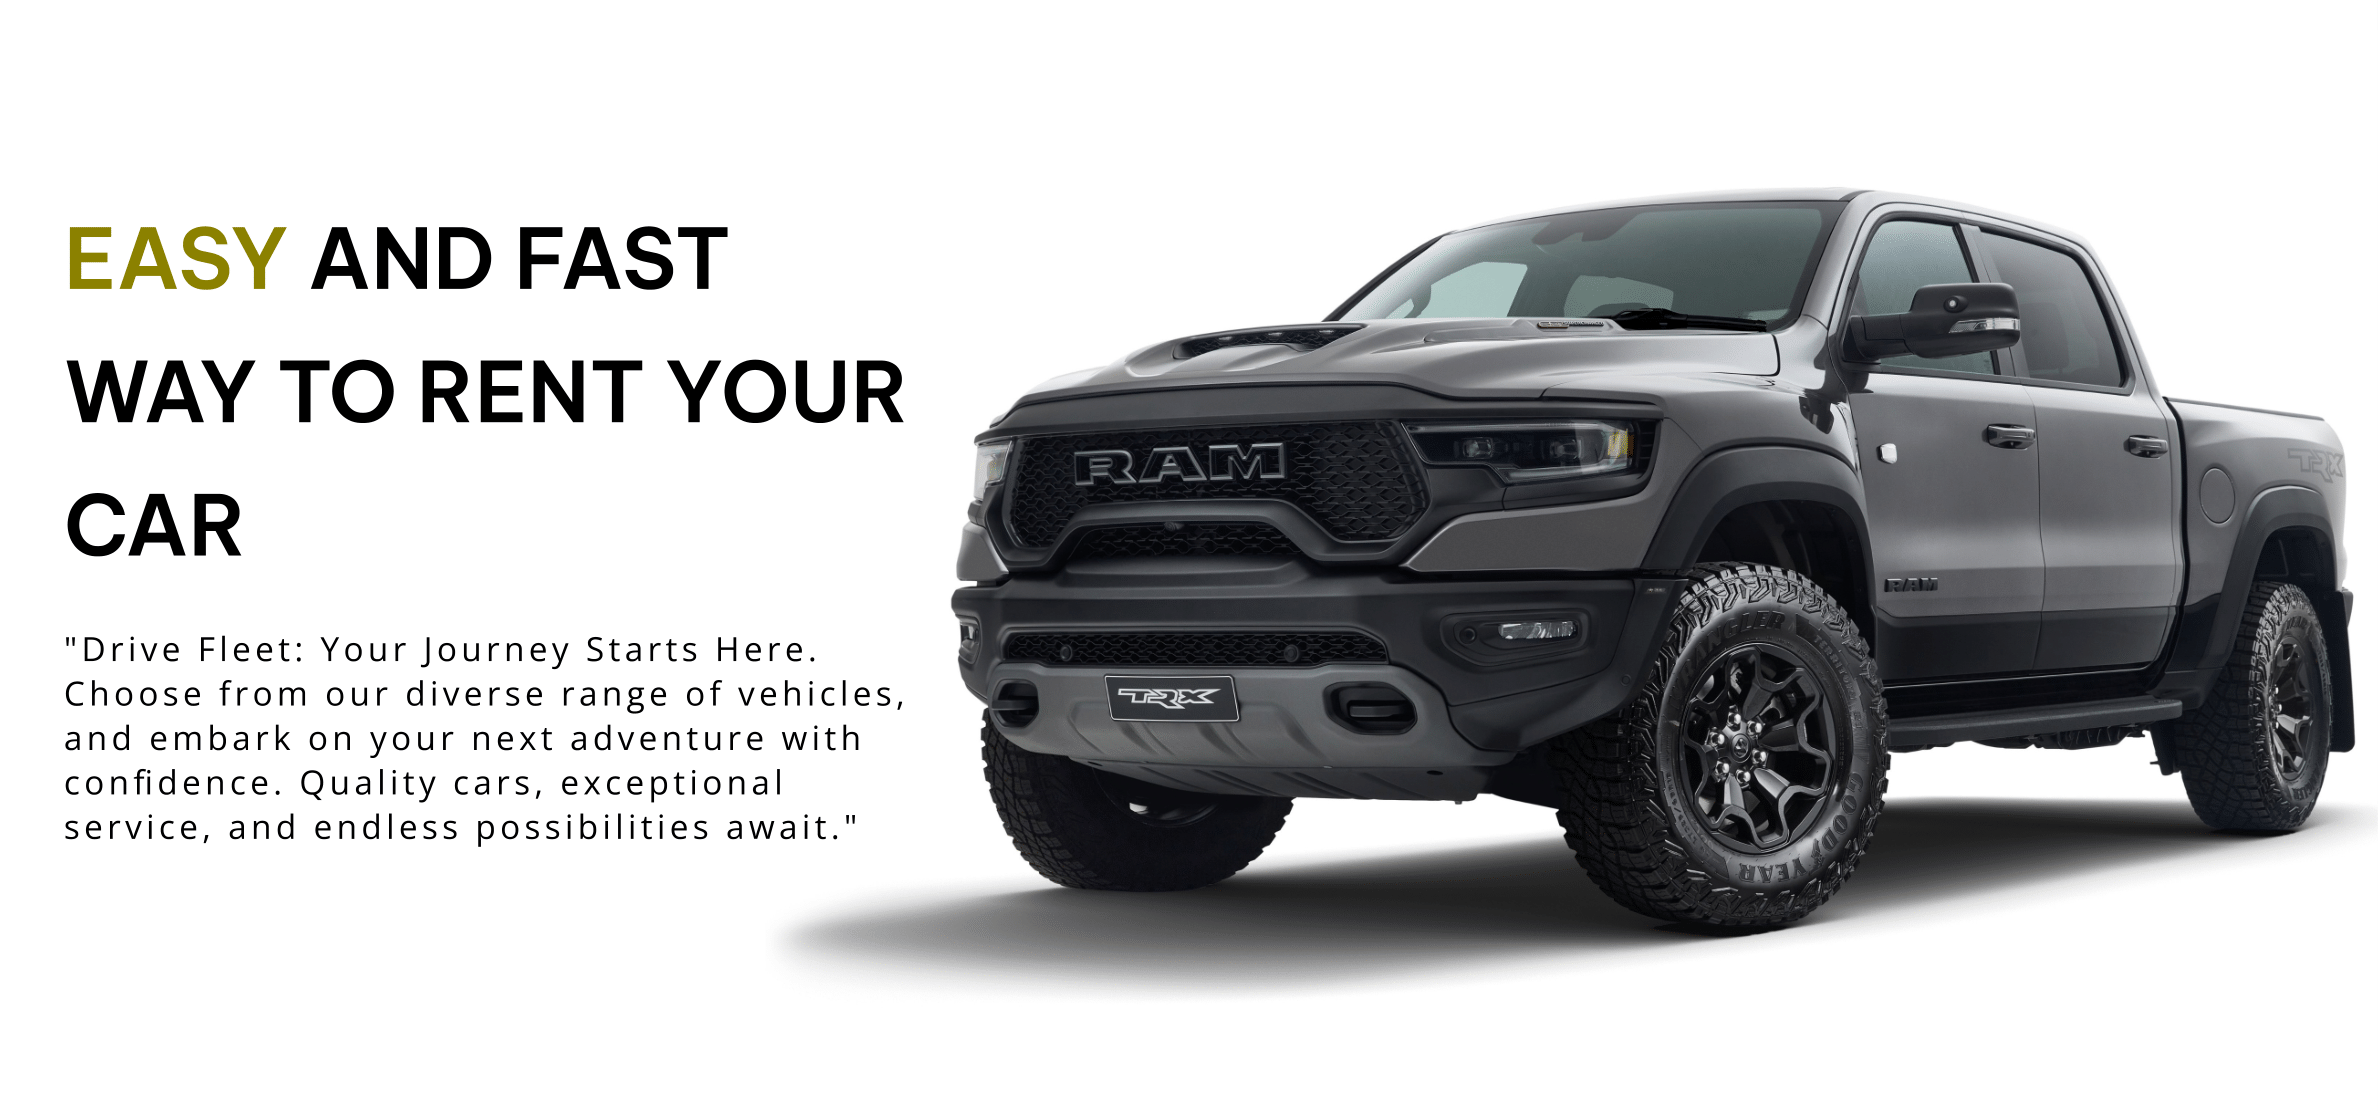 EASY AND FAST
WAY TO RENT YOUR
CAR
"Drive Fleet: Your Journey Starts Here.
Choose from our diverse range of vehicles,
and embark on your next adventure with
confidence. Quality cars, exceptional
service, and endless possibilities await."
RAM
TRX
RAM
TRX
WRANGLER
GOODYEAR